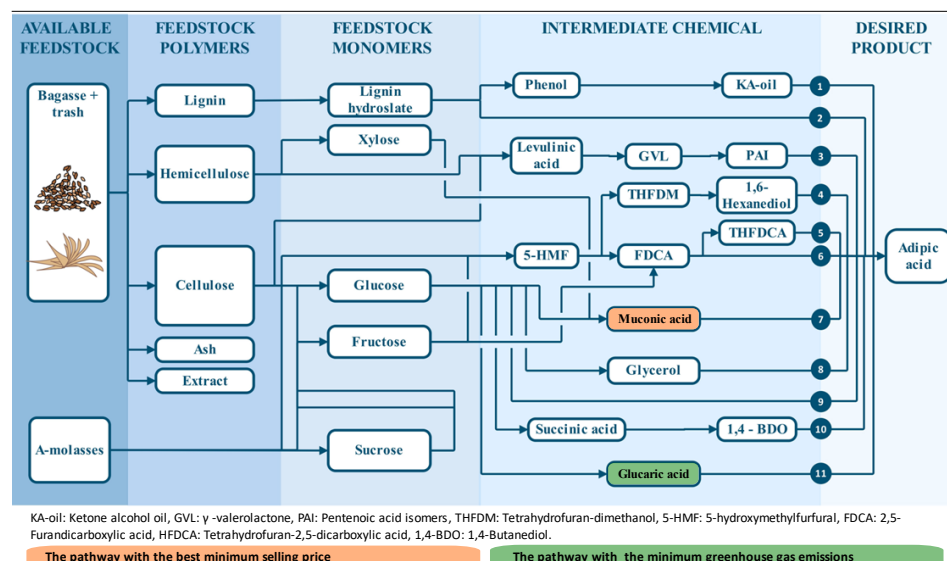 AVAILABLE
FEEDSTOCK
FEEDSTOCK
POLYMERS
FEEDSTOCK
MONOMERS
INTERMEDIATE CHEMICAL
DESIRED
PRODUCT
Bagasse +
trash
Lignin
Lignin
hydroslate
Phenol
KA-oil
1
2
Xylose
Hemicellulose
Levulinic
acid
GVL
PAI
3
THFDM
1,6-
Hexanediol
4
THFDCA
5
Cellulose
5-HMF
FDCA
6
Adipic
acid
Glucose
Muconic acid
7
Fructose
Ash
Extract
Glycerol
8
9
A-molasses
Sucrose
Succinic acid
1,4 - BDO
10
Glucaric acid
11
KA-oil: Ketone alcohol oil, GVL: γ -valerolactone, PAI: Pentenoic acid isomers, THFDM: Tetrahydrofuran-dimethanol, 5-HMF: 5-hydroxymethylfurfural, FDCA: 2,5-
Furandicarboxylic acid, HFDCA: Tetrahydrofuran-2,5-dicarboxylic acid, 1,4-BDO: 1,4-Butanediol.
The pathway with the best minimum selling price
The pathway with the minimum greenhouse gas emissions